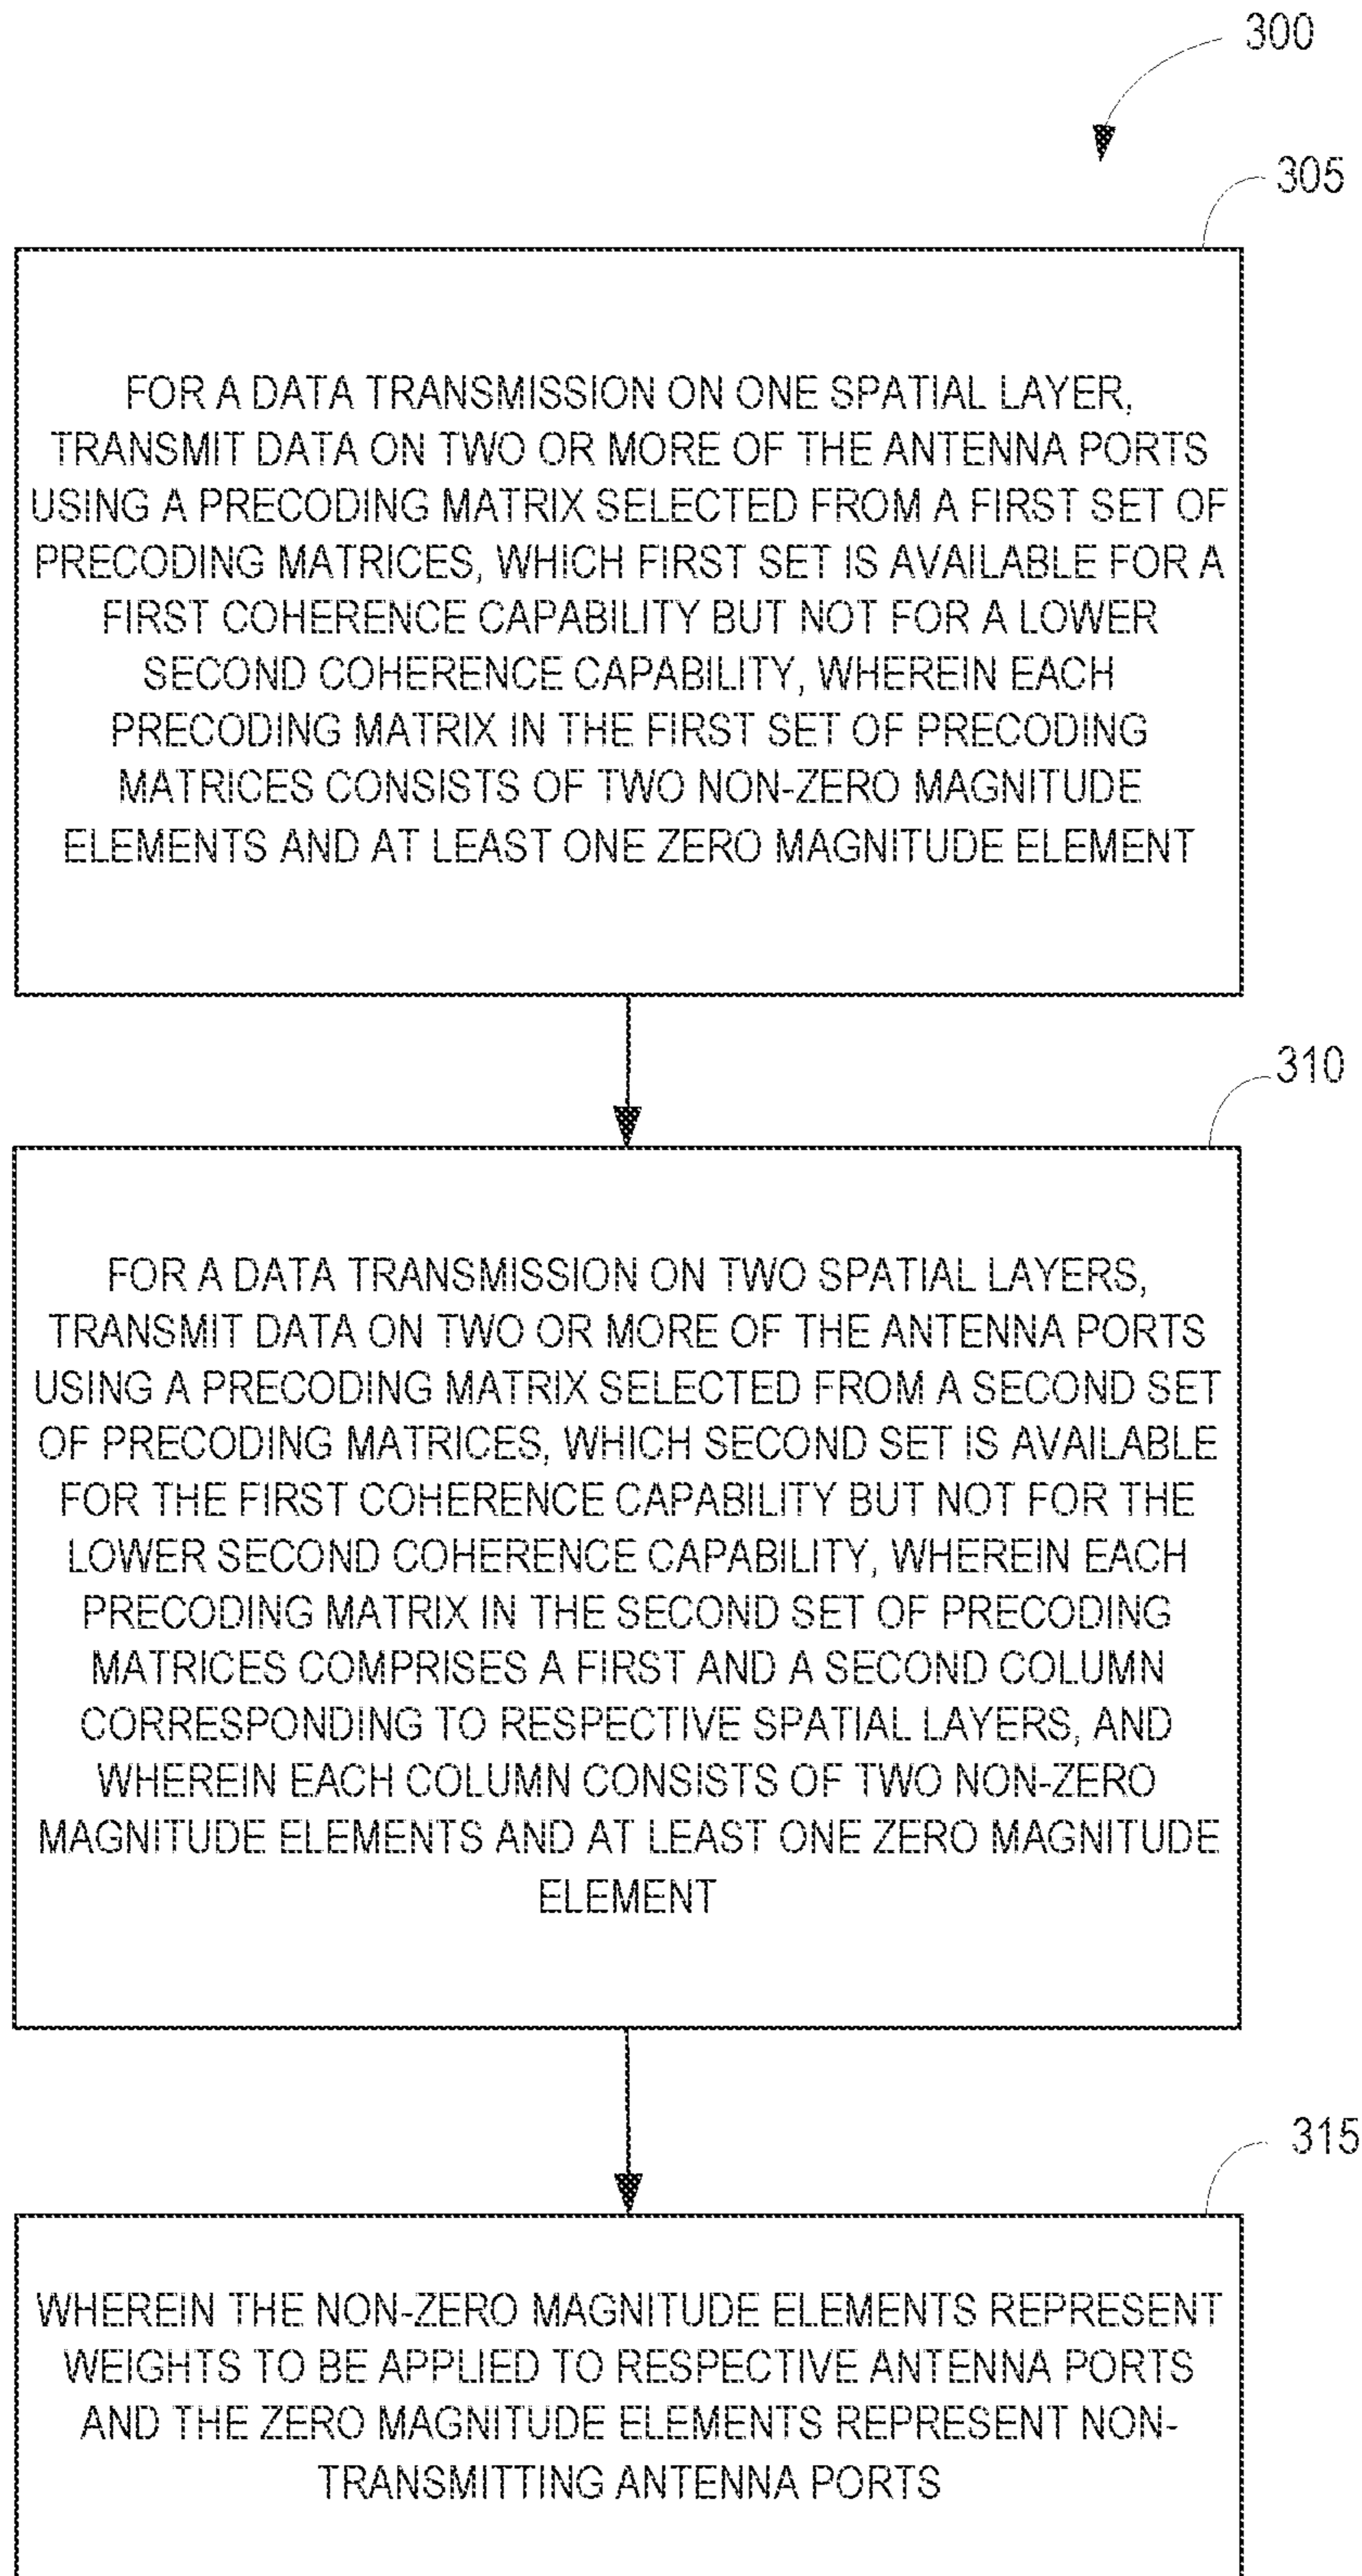 300
305
FOR A DATA TRANSMISSION ON ONE SPATIAL LAYER,
TRANSMIT DATA ON TWO OR MORE OF THE ANTENNA PORTS
USING A PRECODING MATRIX SELECTED FROM A FIRST SET OF
PRECODING MATRICES, WHICH FIRST SET IS AVAILABLE FOR A
FIRST COHERENCE CAPABILITY BUT NOT FOR A LOWER
SECOND COHERENCE CAPABILITY, WHEREIN EACH
PRECODING MATRIX IN THE FIRST SET OF PRECODING
MATRICES CONSISTS OF TWO NON-ZERO MAGNITUDE
ELEMENTS AND AT LEAST ONE ZERO MAGNITUDE ELEMENT
310
FOR A DATA TRANSMISSION ON TWO SPATIAL LAYERS,
TRANSMIT DATA ON TWO OR MORE OF THE ANTENNA PORTS
USING A PRECODING MATRIX SELECTED FROM A SECOND SET
OF PRECODING MATRICES, WHICH SECOND SET IS AVAILABLE
FOR THE FIRST COHERENCE CAPABILITY BUT NOT FOR THE
LOWER SECOND COHERENCE CAPABILITY, WHEREIN EACH
PRECODING MATRIX IN THE SECOND SET OF PRECODING
MATRICES COMPRISES A FIRST AND A SECOND COLUMN
CORRESPONDING TO RESPECTIVE SPATIAL LAYERS, AND
WHEREIN EACH COLUMN CONSISTS OF TWO NON-ZERO
MAGNITUDE ELEMENTS AND AT LEAST ONE ZERO MAGNITUDE
ELEMENT
315
WHEREIN THE NON-ZERO MAGNITUDE ELEMENTS REPRESENT
WEIGHTS TO BE APPLIED TO RESPECTIVE ANTENNA PORTS
AND THE ZERO MAGNITUDE ELEMENTS REPRESENT NON-
TRANSMITTING ANTENNA PORTS